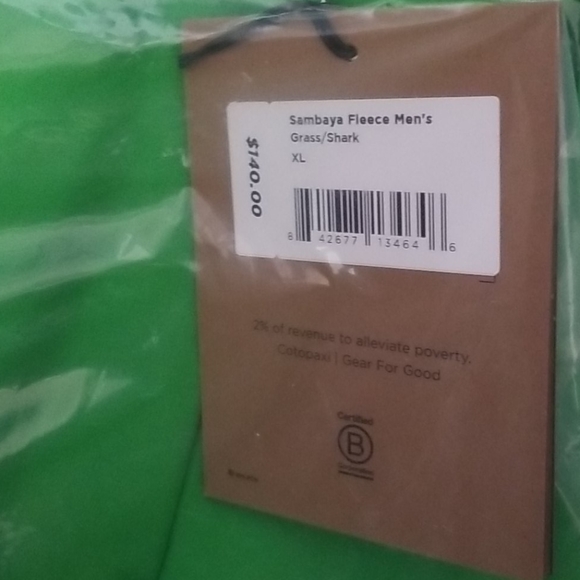 Sambaya Fleece Men's
Grass/Shark
XL
$140.00
8 42677 13464 6
2% of revenue to alleviate poverty.
Cotopaxi | Gear For Good
Certified
B